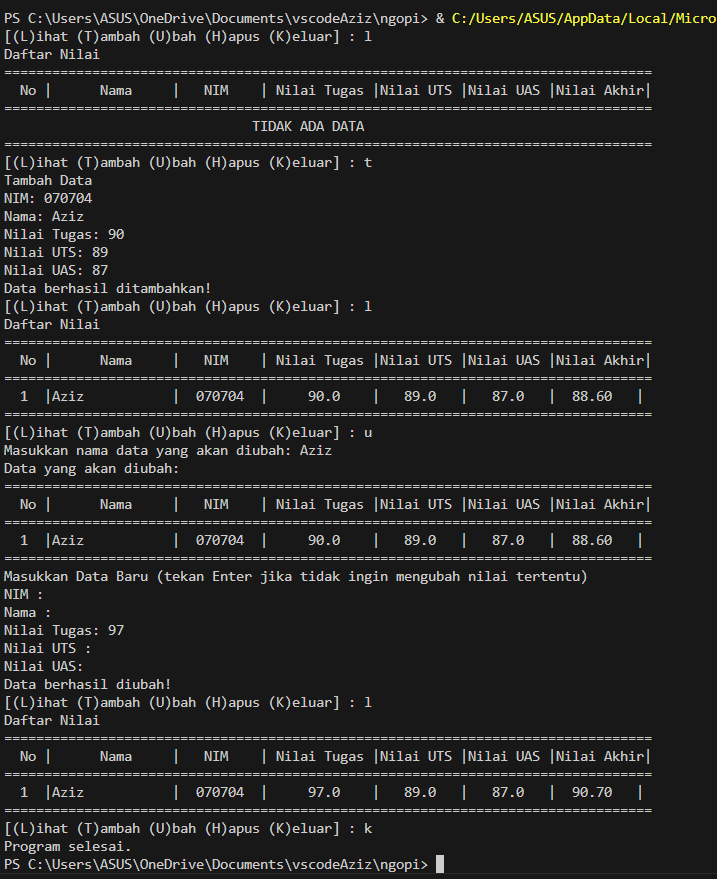 PS C:\Users\ASUS\OneDrive\Documents\vscodeAziz\ngopi> & C:/Users/ASUS/AppData/Local/Micro
[(L)ihat (T)ambah (U)bah (H)apus (K)eluar] : l
Daftar Nilai
=================================================================================
  No |      Nama     |   NIM    | Nilai Tugas |Nilai UTS |Nilai UAS |Nilai Akhir|
=================================================================================
                               TIDAK ADA DATA
=================================================================================
[(L)ihat (T)ambah (U)bah (H)apus (K)eluar] : t
Tambah Data
NIM: 070704
Nama: Aziz
Nilai Tugas: 90
Nilai UTS: 89
Nilai UAS: 87
Data berhasil ditambahkan!
[(L)ihat (T)ambah (U)bah (H)apus (K)eluar] : l
Daftar Nilai
=================================================================================
  No |      Nama     |   NIM    | Nilai Tugas |Nilai UTS |Nilai UAS |Nilai Akhir|
=================================================================================
  1  |Aziz           |  070704  |     90.0    |   89.0   |   87.0   |  88.60   |
=================================================================================
[(L)ihat (T)ambah (U)bah (H)apus (K)eluar] : u
Masukkan nama data yang akan diubah: Aziz
Data yang akan diubah:
=================================================================================
  No |      Nama     |   NIM    | Nilai Tugas |Nilai UTS |Nilai UAS |Nilai Akhir|
=================================================================================
  1  |Aziz           |  070704  |     90.0    |   89.0   |   87.0   |  88.60   |
=================================================================================
Masukkan Data Baru (tekan Enter jika tidak ingin mengubah nilai tertentu)
NIM :
Nama :
Nilai Tugas: 97
Nilai UTS :
Nilai UAS:
Data berhasil diubah!
[(L)ihat (T)ambah (U)bah (H)apus (K)eluar] : l
Daftar Nilai
=================================================================================
  No |      Nama     |   NIM    | Nilai Tugas |Nilai UTS |Nilai UAS |Nilai Akhir|
=================================================================================
  1  |Aziz           |  070704  |     97.0    |   89.0   |   87.0   |  90.70   |
=================================================================================
[(L)ihat (T)ambah (U)bah (H)apus (K)eluar] : k
Program selesai.
PS C:\Users\ASUS\OneDrive\Documents\vscodeAziz\ngopi>